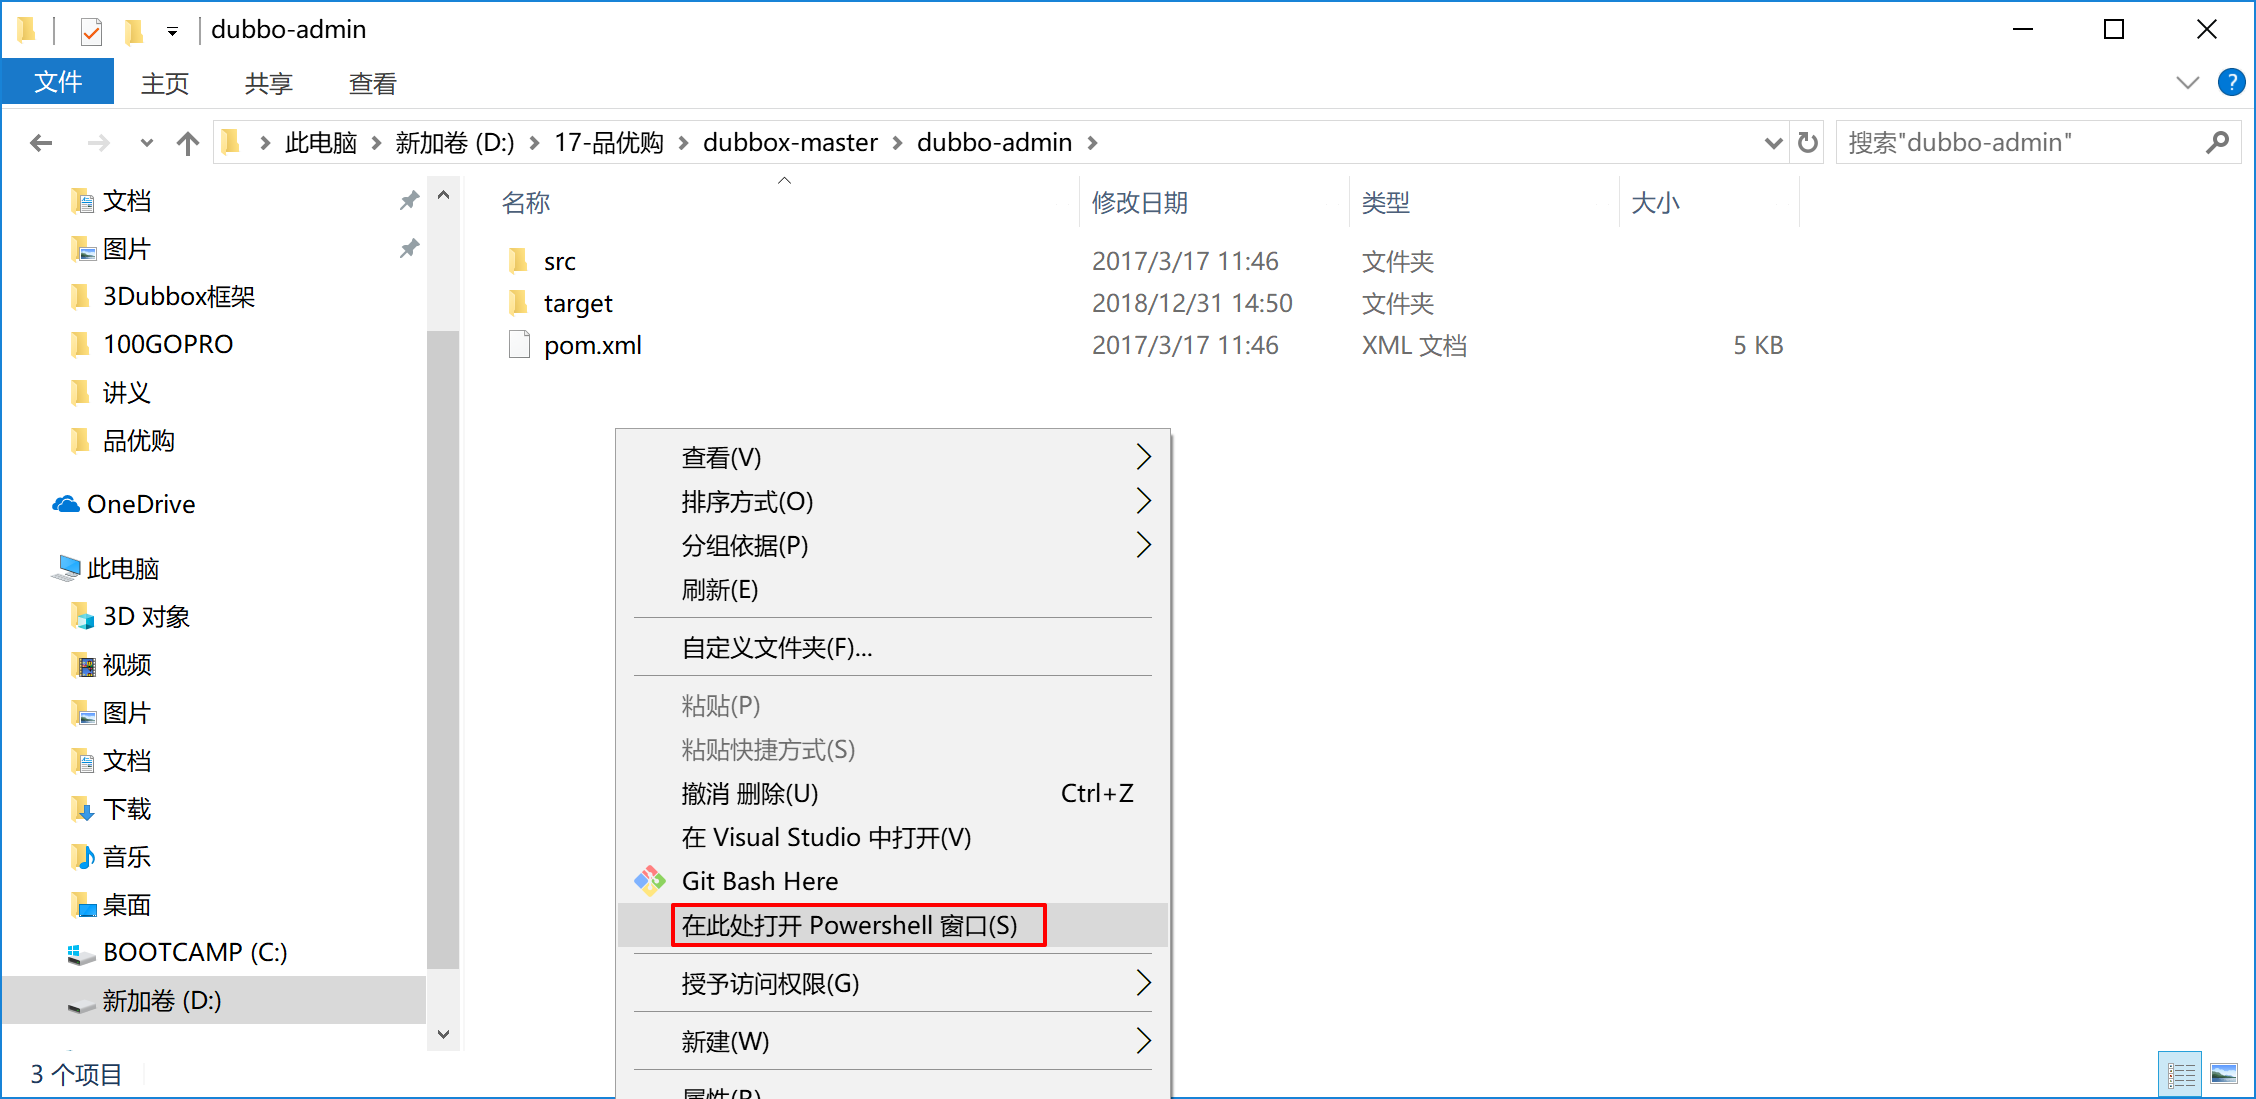 dubbo-admin
文件 主页 共享 查看
此电脑 新加卷 (D:) 17-品优购 dubbox-master dubbo-admin 搜索"dubbo-admin"
文档
图片
3Dubbox框架
100GOPRO
讲义
品优购
OneDrive
此电脑
3D 对象
视频
图片
文档
下载
音乐
桌面
BOOTCAMP (C:)
新加卷 (D:)
名称 修改日期 类型 大小
src 2017/3/17 11:46 文件夹
target 2018/12/31 14:50 文件夹
pom.xml 2017/3/17 11:46 XML 文档 5 KB
查看(V)
排序方式(O)
分组依据(P)
刷新(E)
自定义文件夹(F)...
粘贴(P)
粘贴快捷方式(S)
撤消 删除(U) Ctrl+Z
在 Visual Studio 中打开(V)
Git Bash Here
在此处打开 Powershell 窗口(S)
授予访问权限(G)
新建(W)
属性(R)
3 个项目